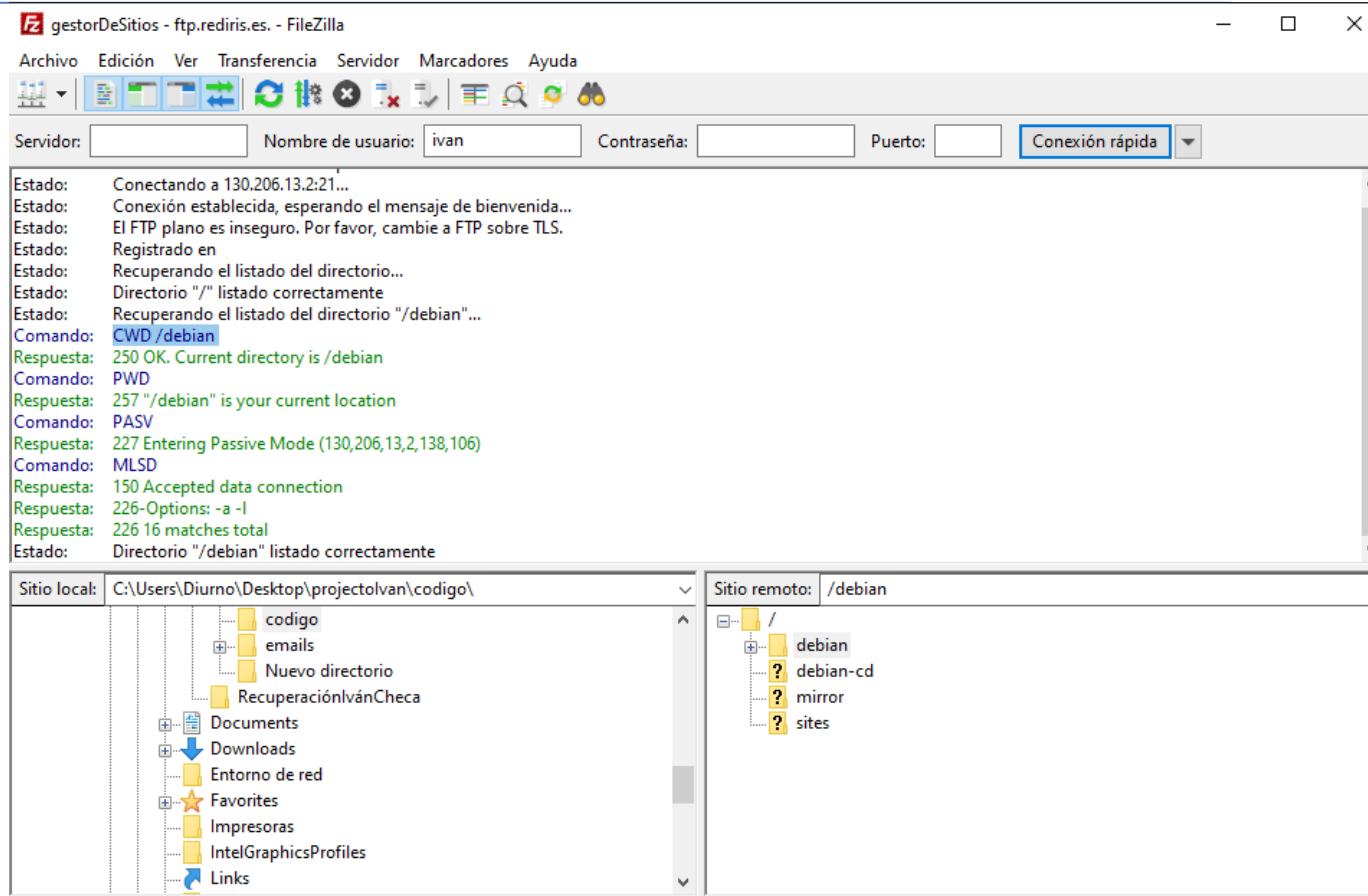 gestorDeSitios - ftp.rediris.es. - FileZilla
Archivo Edición Ver Transferencia Servidor Marcadores Ayuda
Servidor: Nombre de usuario: ivan Contraseña: Puerto: Conexión rápida
Estado: Conectando a 130.206.13.2:21...
Estado: Conexión establecida, esperando el mensaje de bienvenida...
Estado: El FTP plano es inseguro. Por favor, cambie a FTP sobre TLS.
Estado: Registrado en
Estado: Recuperando el listado del directorio...
Estado: Directorio "/" listado correctamente
Estado: Recuperando el listado del directorio "/debian"...
Comando: CWD /debian
Respuesta: 250 OK. Current directory is /debian
Comando: PWD
Respuesta: 257 "/debian" is your current location
Comando: PASV
Respuesta: 227 Entering Passive Mode (130,206,13,2,138,106)
Comando: MLSD
Respuesta: 150 Accepted data connection
Respuesta: 226-Options: -a -l
Respuesta: 226 16 matches total
Estado: Directorio "/debian" listado correctamente
Sitio local: C:\Users\Diurno\Desktop\projectoIvan\codigo\
codigo
emails
Nuevo directorio
RecuperaciónIvánCheca
Documents
Downloads
Entorno de red
Favorites
Impresoras
IntelGraphicsProfiles
Links
Sitio remoto: /debian
/
debian
debian-cd
mirror
sites